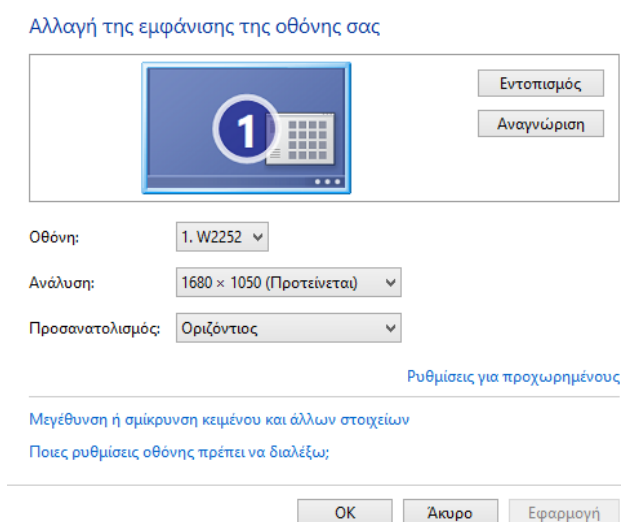 Αλλαγή της εμφάνισης της οθόνης σας
1
Εντοπισμός
Αναγνώριση
Οθόνη: 1. W2252
Ανάλυση: 1680 × 1050 (Προτείνεται)
Προσανατολισμός: Οριζόντιος
Ρυθμίσεις για προχωρημένους
Μεγέθυνση ή σμίκρυνση κειμένου και άλλων στοιχείων
Ποιες ρυθμίσεις οθόνης πρέπει να διαλέξω;
OK Άκυρο Εφαρμογή